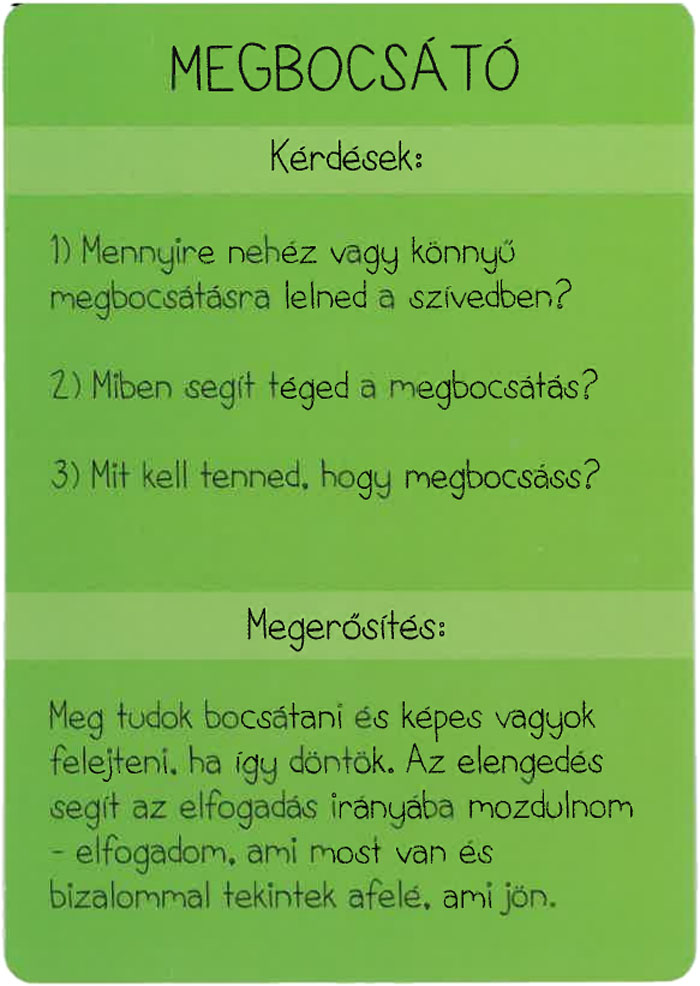 MEGBOCSÁTÓ
Kérdések:
1) Mennyire nehéz vagy könnyű
megbocsátásra lelned a szívedben?
2) Miben segít téged a megbocsátás?
3) Mit kell tenned, hogy megbocsáss?
Megerősítés:
Meg tudok bocsátani és képes vagyok
felejteni, ha így döntök. Az elengedés
segít az elfogadás irányába mozdulnom
- elfogadom, ami most van és
bizalommal tekintek afelé, ami jön.